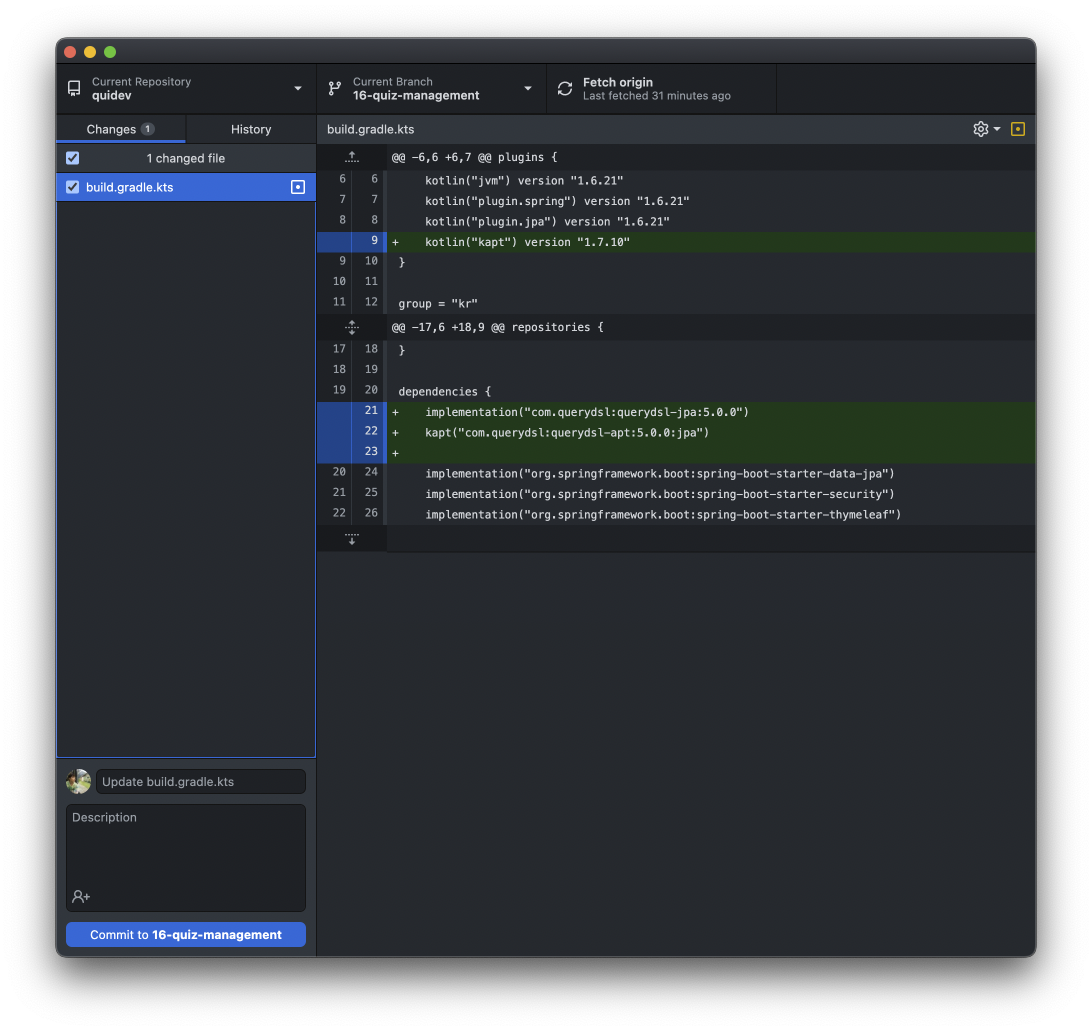 Current Repository
quidev
Current Branch
16-quiz-management
Fetch origin
Last fetched 31 minutes ago
Changes 1
History
1 changed file
build.gradle.kts
build.gradle.kts
@@ -6,6 +6,7 @@ plugins {
6 6 kotlin("jvm") version "1.6.21"
7 7 kotlin("plugin.spring") version "1.6.21"
8 8 kotlin("plugin.jpa") version "1.6.21"
9 + kotlin("kapt") version "1.7.10"
9 10 }
10 11
11 12 group = "kr"
@@ -17,6 +18,9 @@ repositories {
17 18 }
18 19
19 20 dependencies {
21 + implementation("com.querydsl:querydsl-jpa:5.0.0")
22 + kapt("com.querydsl:querydsl-apt:5.0.0:jpa")
23 +
20 24 implementation("org.springframework.boot:spring-boot-starter-data-jpa")
21 25 implementation("org.springframework.boot:spring-boot-starter-security")
22 26 implementation("org.springframework.boot:spring-boot-starter-thymeleaf")
Update build.gradle.kts
Description
Commit to 16-quiz-management